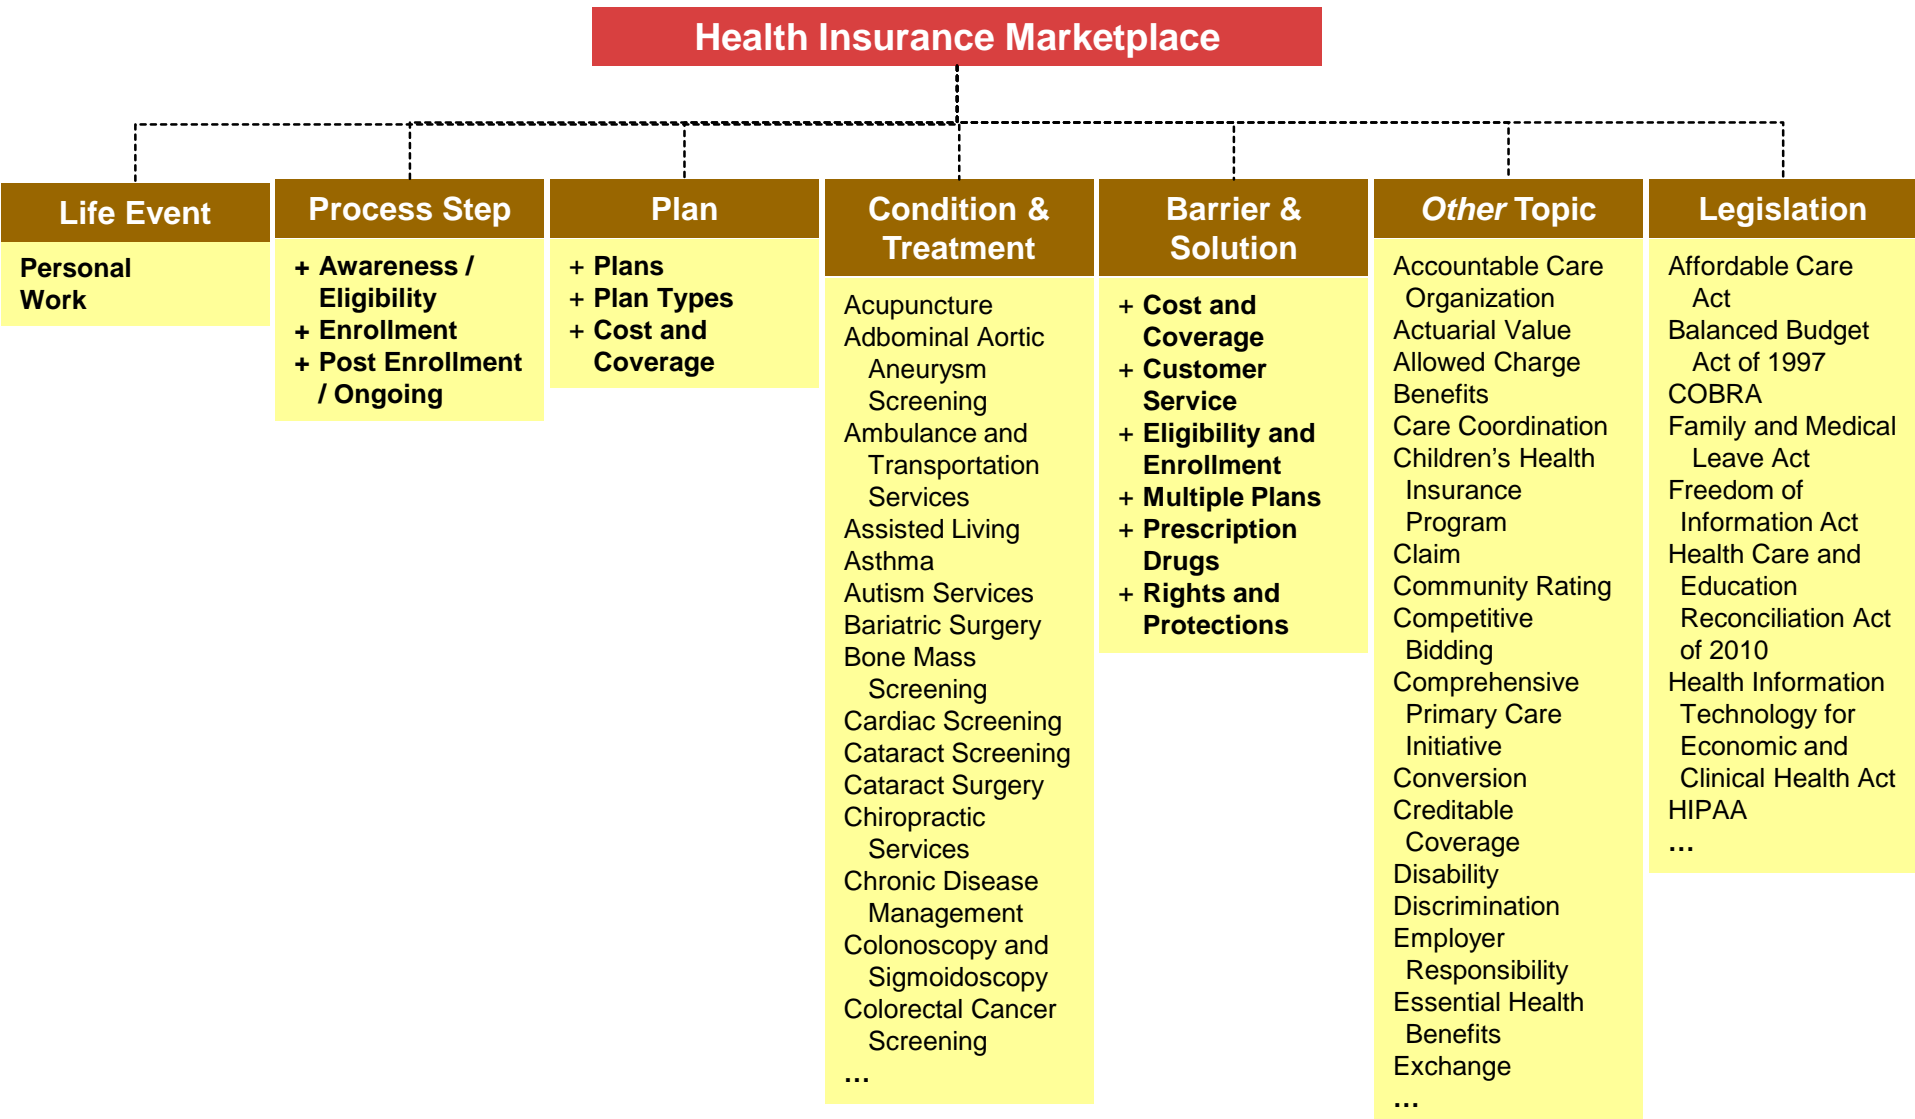 Health Insurance Marketplace
Life Event
Personal
Work
Process Step
+ Awareness /
Eligibility
+ Enrollment
+ Post Enrollment
/ Ongoing
Plan
+ Plans
+ Plan Types
+ Cost and
Coverage
Condition &
Treatment
Acupuncture
Adbominal Aortic
Aneurysm
Screening
Ambulance and
Transportation
Services
Assisted Living
Asthma
Autism Services
Bariatric Surgery
Bone Mass
Screening
Cardiac Screening
Cataract Screening
Cataract Surgery
Chiropractic
Services
Chronic Disease
Management
Colonoscopy and
Sigmoidoscopy
Colorectal Cancer
Screening
…
Barrier &
Solution
+ Cost and
Coverage
+ Customer
Service
+ Eligibility and
Enrollment
+ Multiple Plans
+ Prescription
Drugs
+ Rights and
Protections
Other Topic
Accountable Care
Organization
Actuarial Value
Allowed Charge
Benefits
Care Coordination
Children’s Health
Insurance
Program
Claim
Community Rating
Competitive
Bidding
Comprehensive
Primary Care
Initiative
Conversion
Creditable
Coverage
Disability
Discrimination
Employer
Responsibility
Essential Health
Benefits
Exchange
…
Legislation
Affordable Care
Act
Balanced Budget
Act of 1997
COBRA
Family and Medical
Leave Act
Freedom of
Information Act
Health Care and
Education
Reconciliation Act
of 2010
Health Information
Technology for
Economic and
Clinical Health Act
HIPAA
…